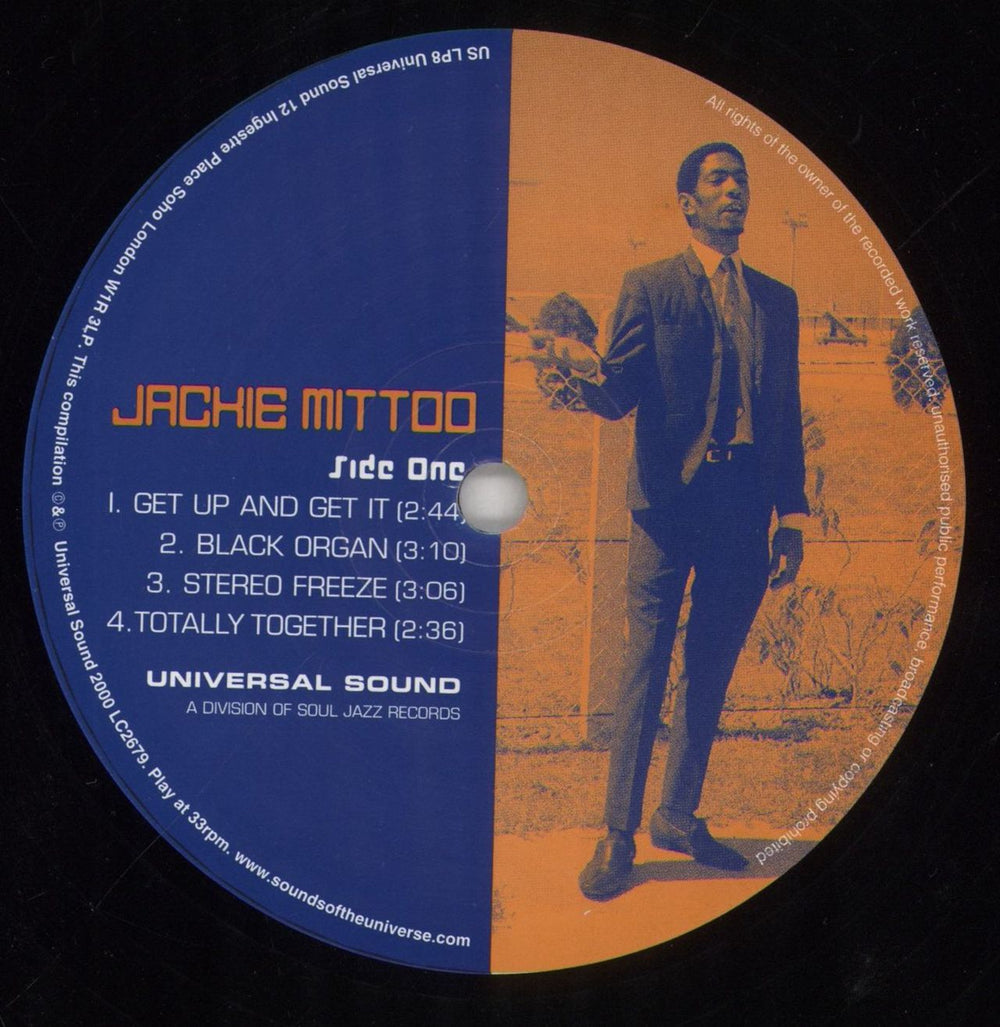 JACKIE MITTOO
Side One
1. GET UP AND GET IT (2:44)
2. BLACK ORGAN (3:10)
3. STEREO FREEZE (3:06)
4. TOTALLY TOGETHER (2:36)
UNIVERSAL SOUND
A DIVISION OF SOUL JAZZ RECORDS
US LP8 Universal Sound 12 Ingestre Place Soho London W1R 3LP. This compilation ©&℗ Universal Sound 2000 LC2679. Play at 33rpm. www.soundsoftheuniverse.com
All rights of the owner of the recorded work reserved; unauthorised public performance, broadcasting or copying prohibited